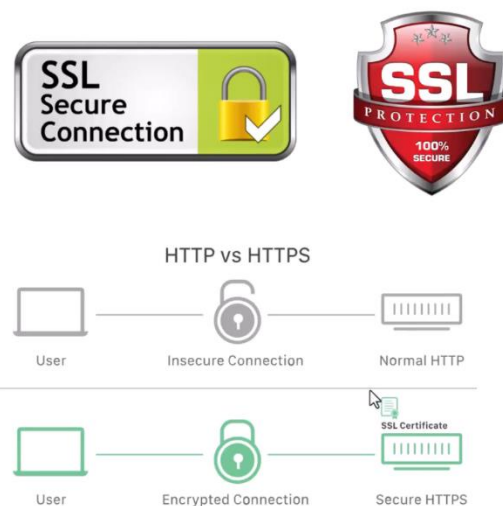 SSL
Secure
Connection
SSL
PROTECTION
100%
SECURE
HTTP vs HTTPS
User
Insecure Connection
Normal HTTP
SSL Certificate
User
Encrypted Connection
Secure HTTPS